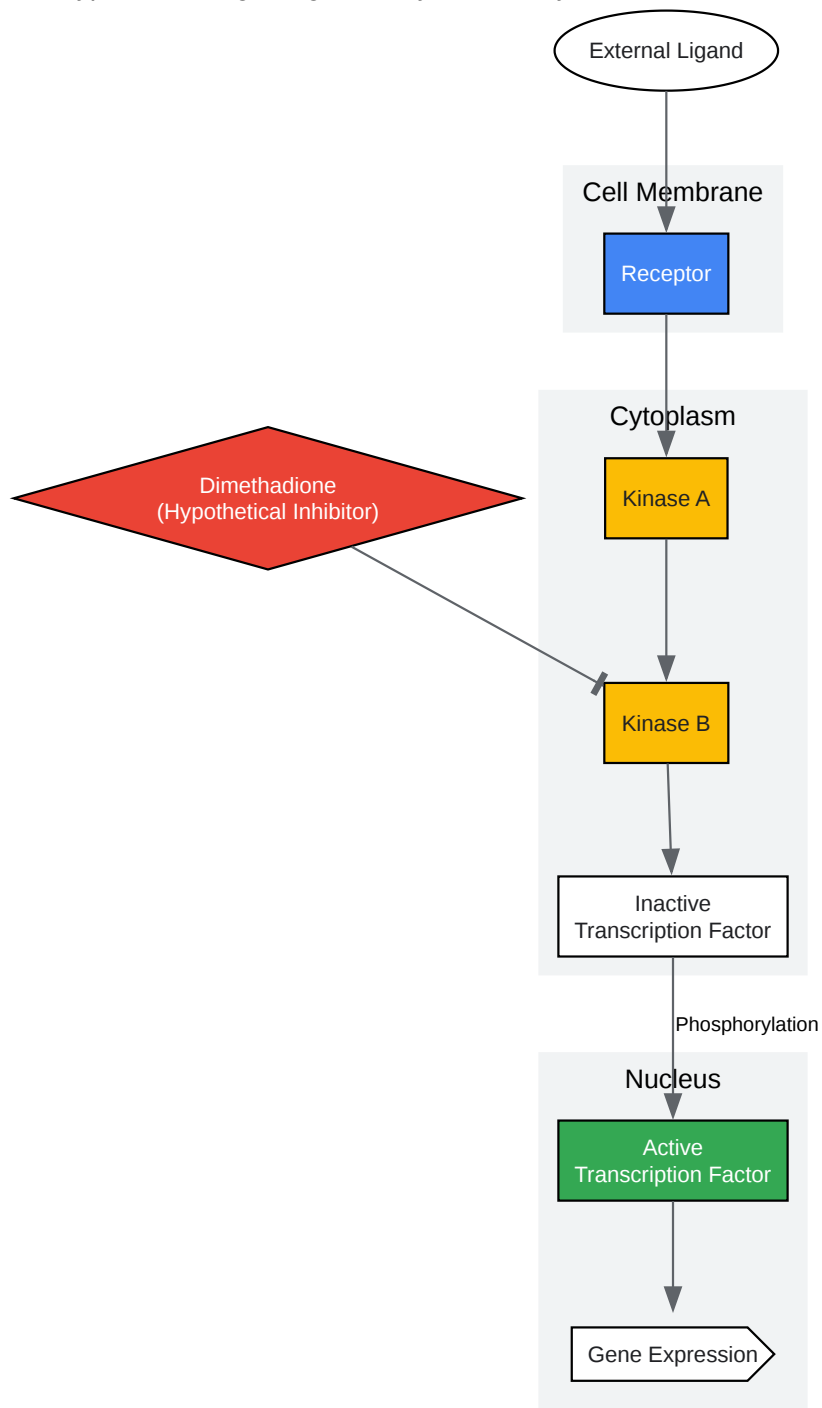 External Ligand
Cell Membrane
Receptor
Cytoplasm
Dimethadione
(Hypothetical Inhibitor)
Kinase A
Kinase B
Inactive
Transcription Factor
Phosphorylation
Nucleus
Active
Transcription Factor
Gene Expression